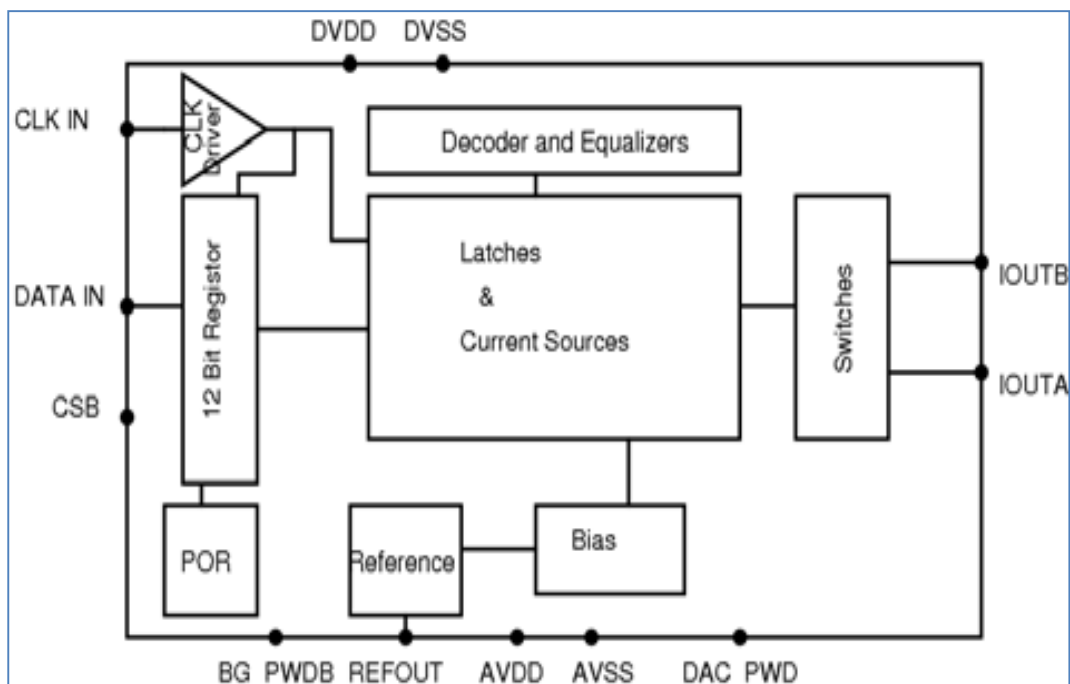 DVDD DVSS
CLK IN
CLK
Driver
Decoder and Equalizers
DATA IN
12 Bit Registor
Latches
&
Current Sources
Switches
IOUTB
IOUTA
CSB
POR
Reference
Bias
BG PWDB REFOUT AVDD AVSS DAC PWD